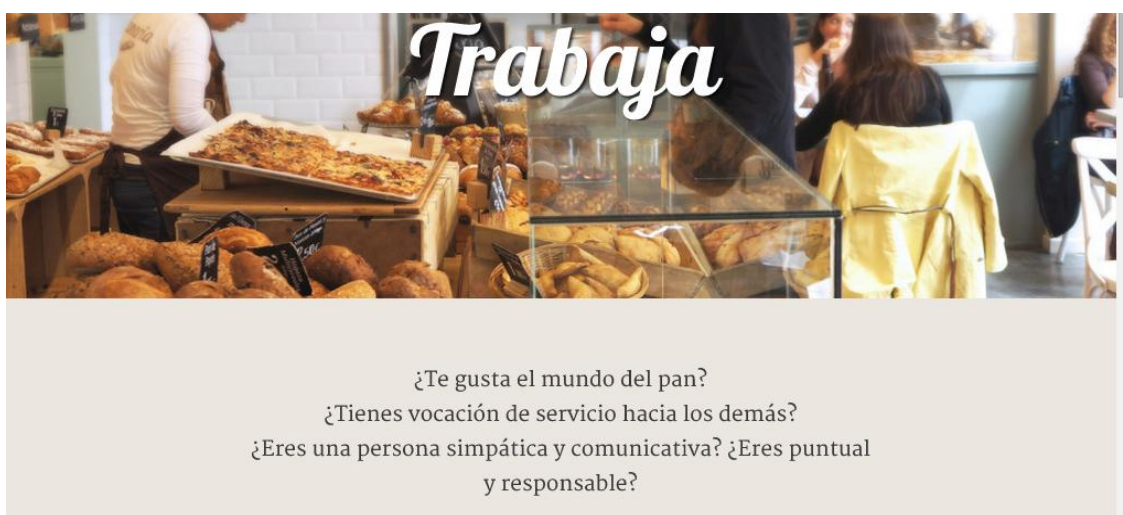 Trabaja
¿Te gusta el mundo del pan?
¿Tienes vocación de servicio hacia los demás?
¿Eres una persona simpática y comunicativa? ¿Eres puntual
y responsable?